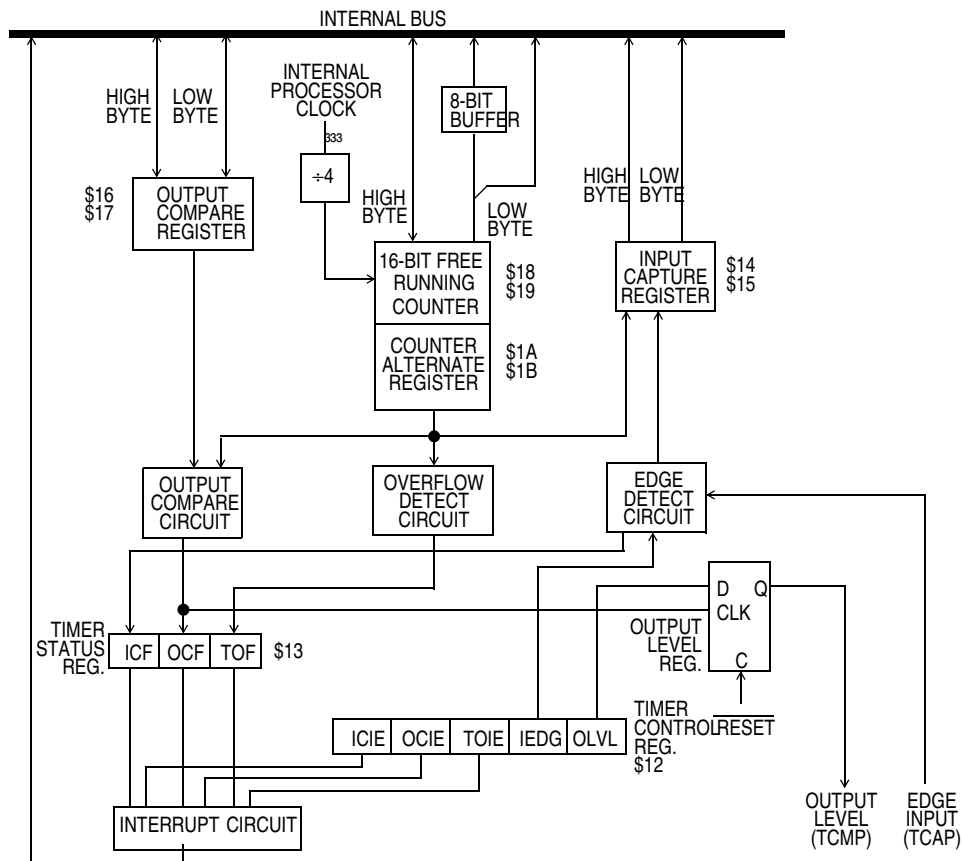 INTERNAL BUS
HIGH
BYTE
LOW
BYTE
INTERNAL
PROCESSOR
CLOCK
333
÷4
8-BIT
BUFFER
HIGH
BYTE
LOW
BYTE
HIGH
BYTE
LOW
BYTE
$16
$17
OUTPUT
COMPARE
REGISTER
16-BIT FREE
RUNNING
COUNTER
$18
$19
COUNTER
ALTERNATE
REGISTER
$1A
$1B
INPUT
CAPTURE
REGISTER
$14
$15
OUTPUT
COMPARE
CIRCUIT
OVERFLOW
DETECT
CIRCUIT
EDGE
DETECT
CIRCUIT
D Q
CLK
C
OUTPUT
LEVEL
REG.
TIMER
STATUS
REG.
ICF OCF TOF
$13
ICIE OCIE TOIE IEDG OLVL
TIMER
CONTROL
REG.
$12
RESET
INTERRUPT CIRCUIT
OUTPUT
LEVEL
(TCMP)
EDGE
INPUT
(TCAP)